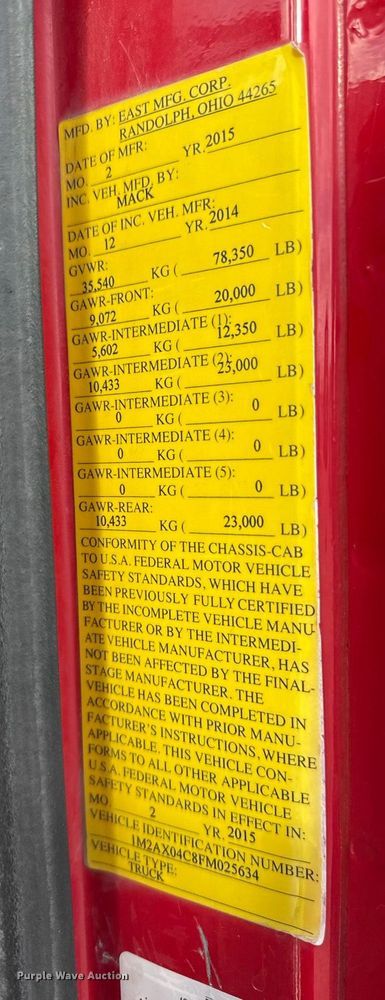 MFD. BY: EAST MFG. CORP.
RANDOLPH, OHIO 44265
DATE OF MFR:
MO. 2 YR. 2015
INC. VEH. MFD. BY:
MACK
DATE OF INC. VEH. MFR:
MO. 12 YR. 2014
GVWR:
35,540 KG ( 78,350 LB)
GAWR-FRONT:
9,072 KG ( 20,000 LB)
GAWR-INTERMEDIATE (1):
5,602 KG ( 12,350 LB)
GAWR-INTERMEDIATE (2):
10,433 KG ( 23,000 LB)
GAWR-INTERMEDIATE (3):
0 KG ( 0 LB)
GAWR-INTERMEDIATE (4):
0 KG ( 0 LB)
GAWR-INTERMEDIATE (5):
0 KG ( 0 LB)
GAWR-REAR:
10,433 KG ( 23,000 LB)
CONFORMITY OF THE CHASSIS-CAB
TO U.S.A. FEDERAL MOTOR VEHICLE
SAFETY STANDARDS, WHICH HAVE
BEEN PREVIOUSLY FULLY CERTIFIED
BY THE INCOMPLETE VEHICLE MANU-
FACTURER OR BY THE INTERMEDI-
ATE VEHICLE MANUFACTURER, HAS
NOT BEEN AFFECTED BY THE FINAL-
STAGE MANUFACTURER. THE
VEHICLE HAS BEEN COMPLETED IN
ACCORDANCE WITH PRIOR MANU-
FACTURER'S INSTRUCTIONS, WHERE
APPLICABLE. THIS VEHICLE CON-
FORMS TO ALL OTHER APPLICABLE
U.S.A. FEDERAL MOTOR VEHICLE
SAFETY STANDARDS IN EFFECT IN:
MO. 2 YR. 2015
VEHICLE IDENTIFICATION NUMBER:
1M2AX04C8FM025634
VEHICLE TYPE:
TRUCK
Purple Wave Auction